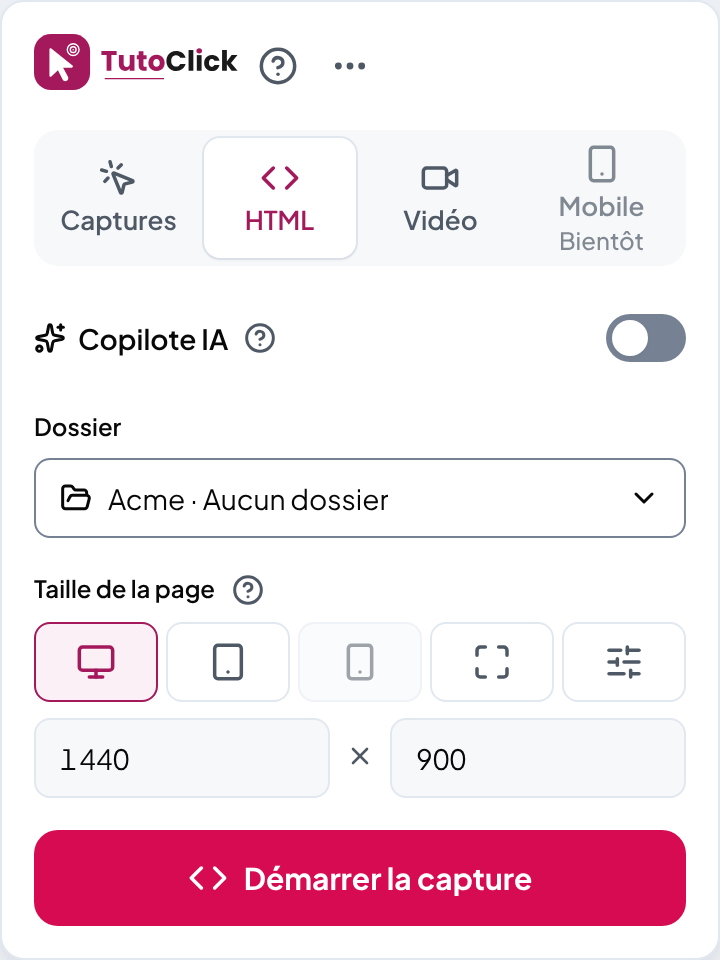 TutoClick
Captures
HTML
Vidéo
Mobile
Bientôt
Copilote IA
Dossier
Acme · Aucun dossier
Taille de la page
1440 × 900
Démarrer la capture